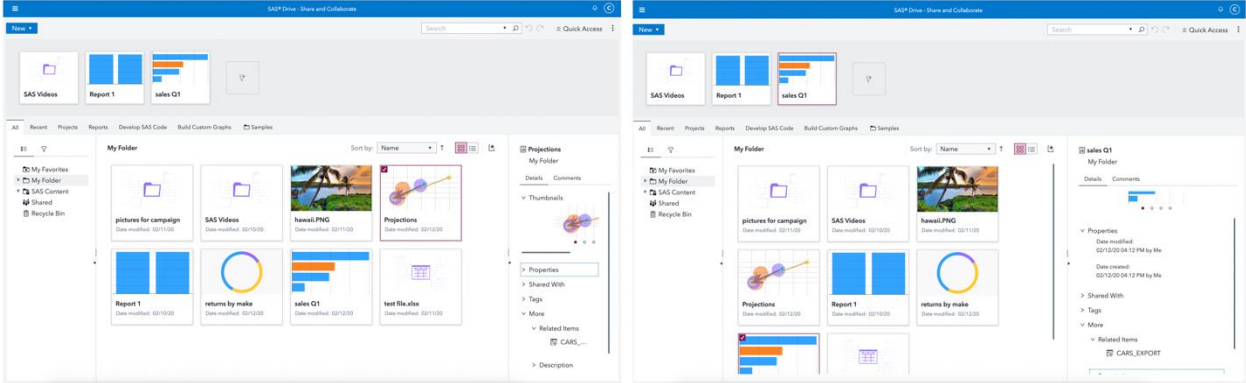 SAS® Drive - Share and Collaborate
C
New
Search
Quick Access
SAS Videos
Report 1
sales Q1
All Recent Projects Reports Develop SAS Code Build Custom Graphs Samples
My Folder
Sort by: Name
My Favorites
My Folder
SAS Content
Shared
Recycle Bin
pictures for campaign
Date modified: 02/11/20
SAS Videos
Date modified: 02/10/20
hawaii.PNG
Date modified: 02/11/20
Projections
Date modified: 02/12/20
Report 1
Date modified: 02/10/20
returns by make
Date modified: 02/12/20
sales Q1
Date modified: 02/12/20
test file.xlsx
Date modified: 02/11/20
Projections
My Folder
Details Comments
Thumbnails
Properties
Shared With
Tags
More
Related Items
CARS_...
Description
SAS® Drive - Share and Collaborate
C
New
Search
Quick Access
SAS Videos
Report 1
sales Q1
All Recent Projects Reports Develop SAS Code Build Custom Graphs Samples
My Folder
Sort by: Name
My Favorites
My Folder
SAS Content
Shared
Recycle Bin
pictures for campaign
Date modified: 02/11/20
SAS Videos
Date modified: 02/10/20
hawaii.PNG
Date modified: 02/11/20
Projections
Date modified: 02/12/20
Report 1
Date modified: 02/10/20
returns by make
Date modified: 02/12/20
sales Q1
My Folder
Details Comments
Properties
Date modified:
02/12/20 04:12 PM by Me
Date created:
02/12/20 04:12 PM by Me
Shared With
Tags
More
Related Items
CARS_EXPORT